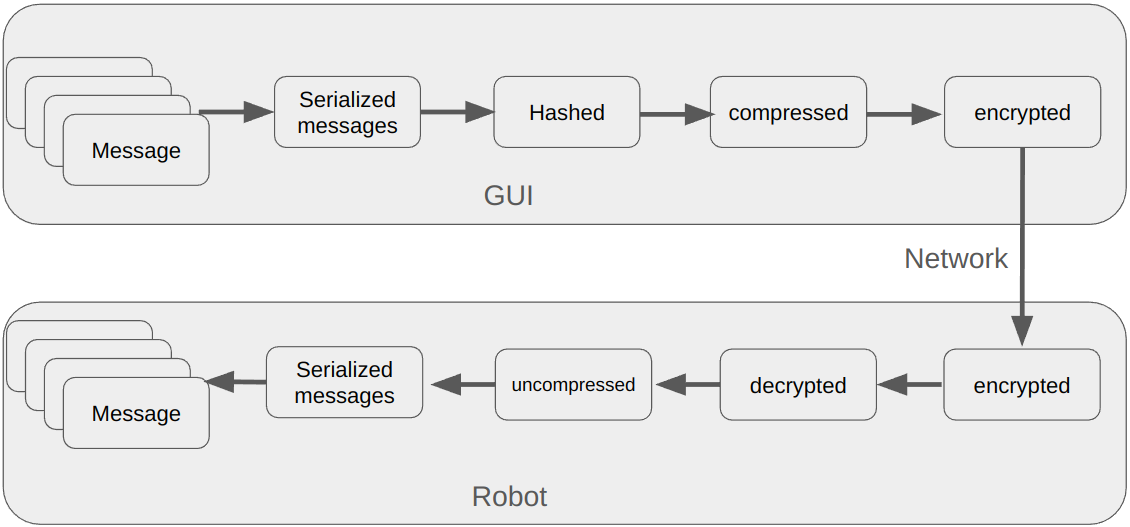 Message
Serialized
messages
Hashed
compressed
encrypted
GUI
Network
Message
Serialized
messages
uncompressed
decrypted
encrypted
Robot